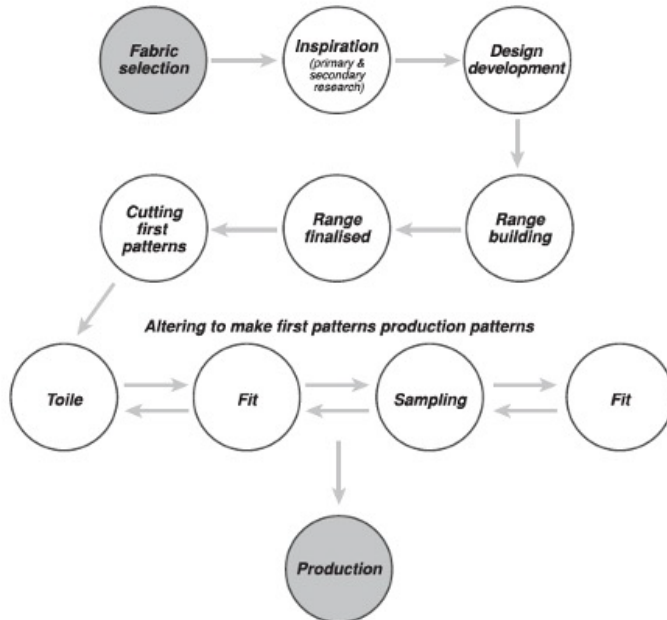 Fabric
selection
Inspiration
(primary &
secondary
research)
Design
development
Cutting
first
patterns
Range
finalised
Range
building
Altering to make first patterns production patterns
Toile
Fit
Sampling
Fit
Production